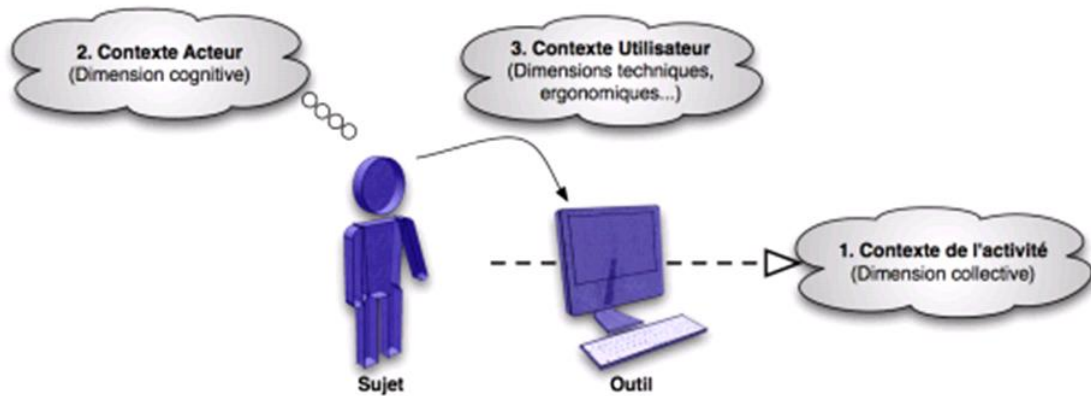 2. Contexte Acteur
(Dimension cognitive)
3. Contexte Utilisateur
(Dimensions techniques,
ergonomiques...)
1. Contexte de l'activité
(Dimension collective)
Sujet
Outil